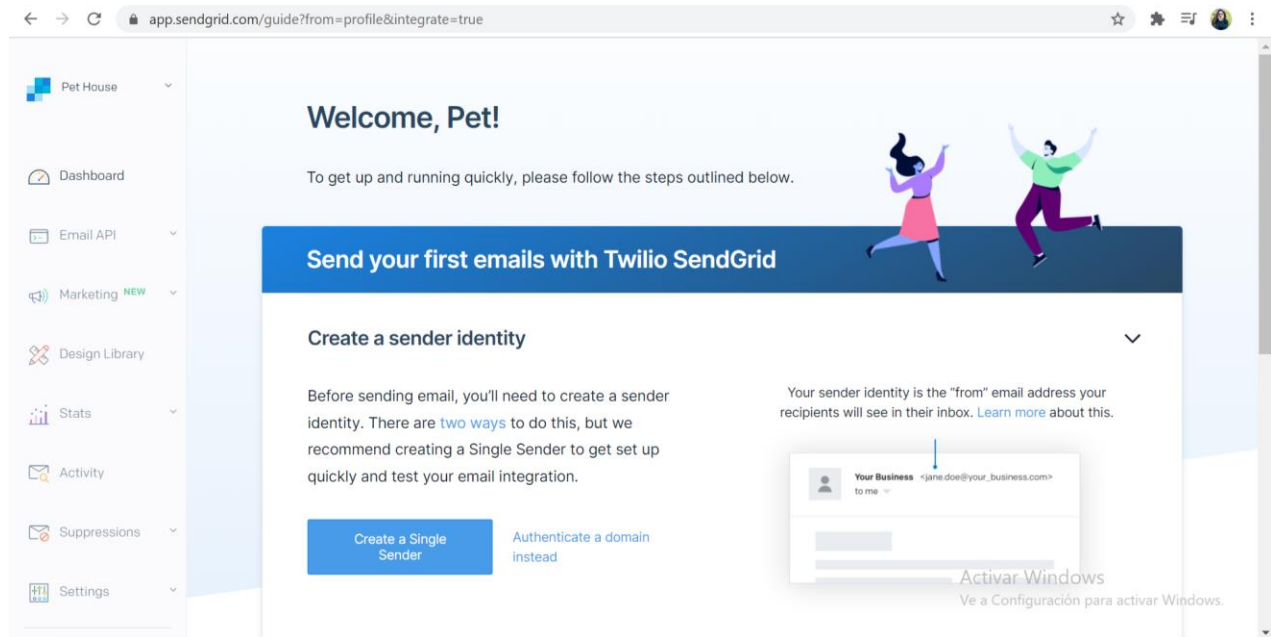 app.sendgrid.com/guide?from=profile&integrate=true
Pet House
Dashboard
Email API
Marketing NEW
Design Library
Stats
Activity
Suppressions
Settings
Welcome, Pet!
To get up and running quickly, please follow the steps outlined below.
Send your first emails with Twilio SendGrid
Create a sender identity
Before sending email, you'll need to create a sender
identity. There are two ways to do this, but we
recommend creating a Single Sender to get set up
quickly and test your email integration.
Create a Single
Sender
Authenticate a domain
instead
Your sender identity is the "from" email address your
recipients will see in their inbox. Learn more about this.
Your Business <jane.doe@your_business.com>
to me
Activar Windows
Ve a Configuración para activar Windows.